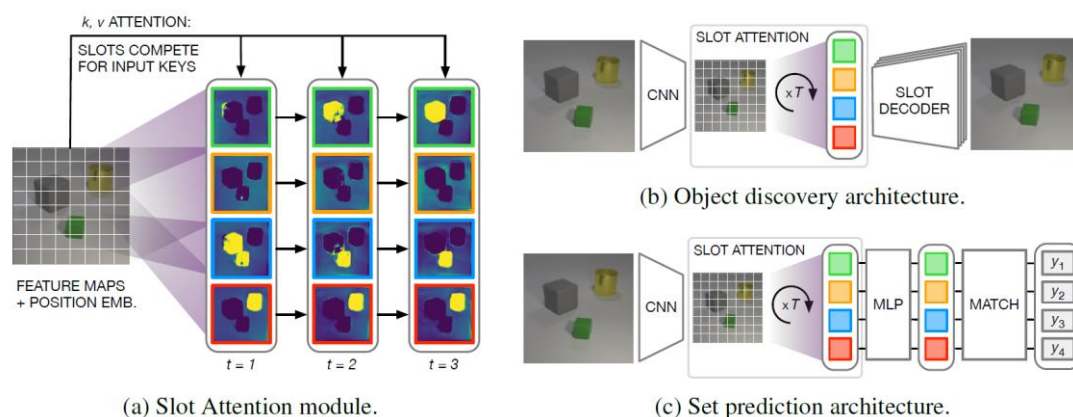 k, v ATTENTION:
SLOTS COMPETE
FOR INPUT KEYS
FEATURE MAPS
+ POSITION EMB.
t = 1
t = 2
t = 3
(a) Slot Attention module.
SLOT ATTENTION
CNN
x T
SLOT
DECODER
(b) Object discovery architecture.
SLOT ATTENTION
CNN
x T
MLP
MATCH
y1
y2
y3
y4
(c) Set prediction architecture.